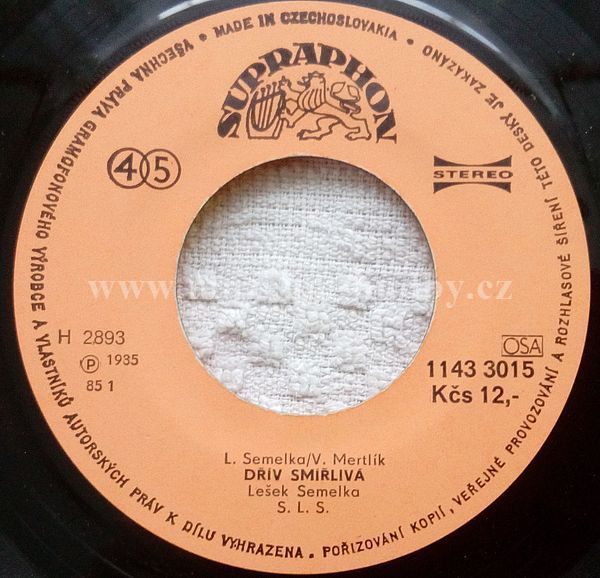 VŠECHNA PRÁVA GRAMOFONOVÉHO VÝROBCE A VLASTNÍKŮ AUTORSKÝCH PRÁV K DÍLU VYHRAZENA. POŘIZOVÁNÍ KOPIÍ, VEŘEJNÉ PROVOZOVÁNÍ A ROZHLASOVÉ ŠÍŘENÍ TÉTO DESKY JE ZAKÁZÁNO • MADE IN CZECHOSLOVAKIA •
SUPRAPHON
45
STEREO
H 2893
Ⓟ 1935
85 1
OSA
1143 3015
Kčs 12,-
L. Semelka/V. Mertlík
DŘÍV SMÍŘLIVÁ
Lešek Semelka
S. L. S.